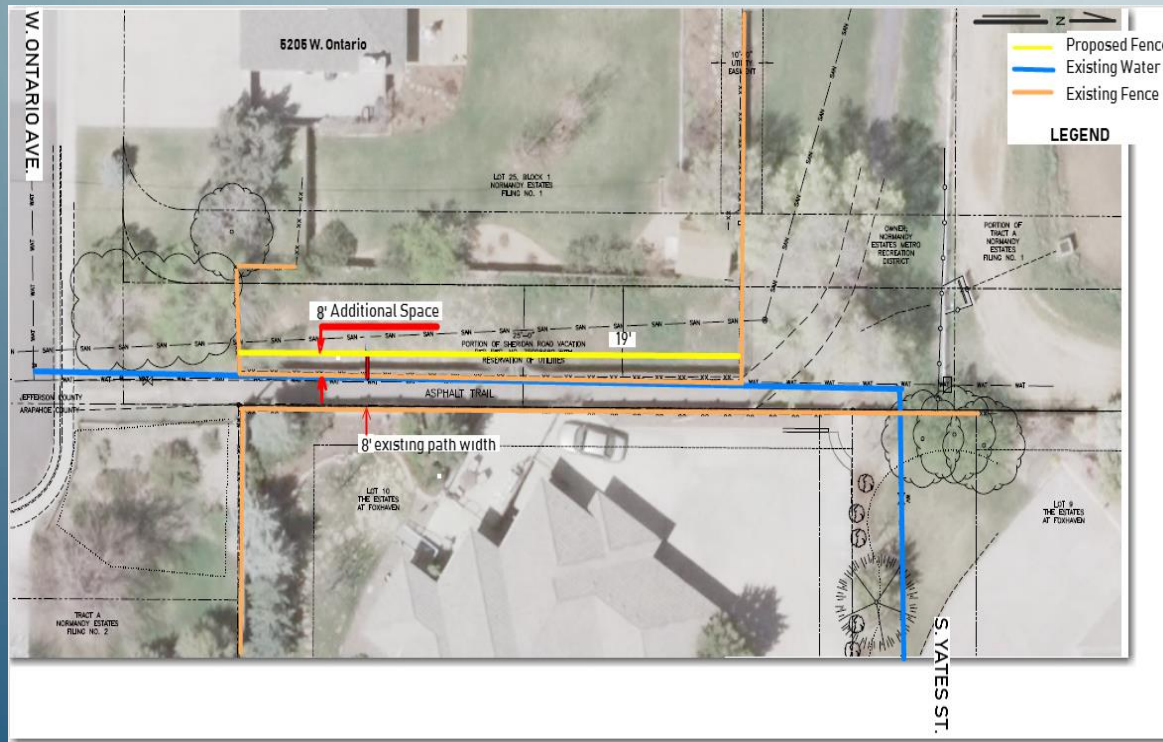 W. ONTARIO AVE.
5205 W. Ontario
UTILITY
EASMENT
N
Proposed Fence
Existing Water
Existing Fence
LEGEND
LOT 25, BLOCK 1
NORMANDY ESTATES
FILING NO. 1
OWNER:
NORMANDY
ESTATES METRO
RECREATION
DISTRICT
PORTION OF
TRACT A
NORMANDY
ESTATES
FILING NO. 1
8' Additional Space
19'
PORTION OF SHERIDAN ROAD VACATION
RESERVATION OF UTILITIES
SAN
WAT
XX
JEFFERSON COUNTY
ARAPAHOE COUNTY
ASPHALT TRAIL
8' existing path width
LOT 10
THE ESTATES
AT FOXHAVEN
LOT 9
THE ESTATES
AT FOXHAVEN
TRACT A
NORMANDY ESTATES
FILING NO. 2
S. YATES ST.